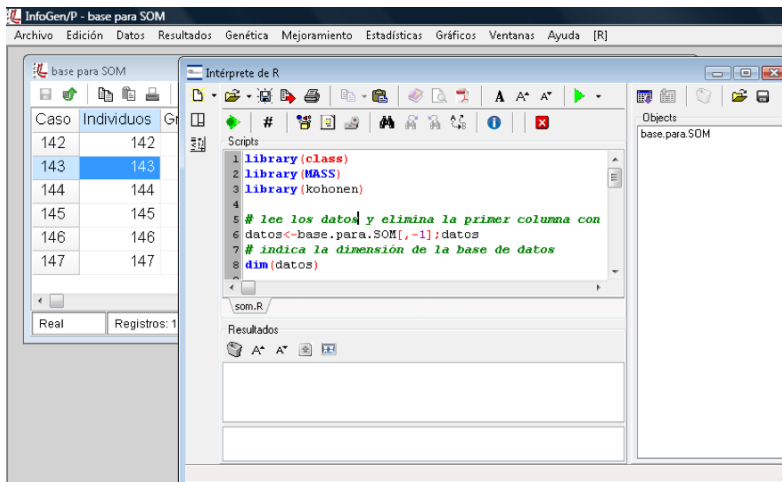 InfoGen/P - base para SOM
Archivo Edición Datos Resultados Genética Mejoramiento Estadísticas Gráficos Ventanas Ayuda [R]
base para SOM
Caso Individuos
142 142
143 143
144 144
145 145
146 146
147 147
Real Registros: 1
Intérprete de R
Scripts
1 library(class)
2 library(MASS)
3 library(kohonen)
4
5 # lee los datos y elimina la primer columna con
6 datos<-base.para.SOM[,-1];datos
7 # indica la dimensión de la base de datos
8 dim(datos)
som.R
Resultados
Objects
base.para.SOM